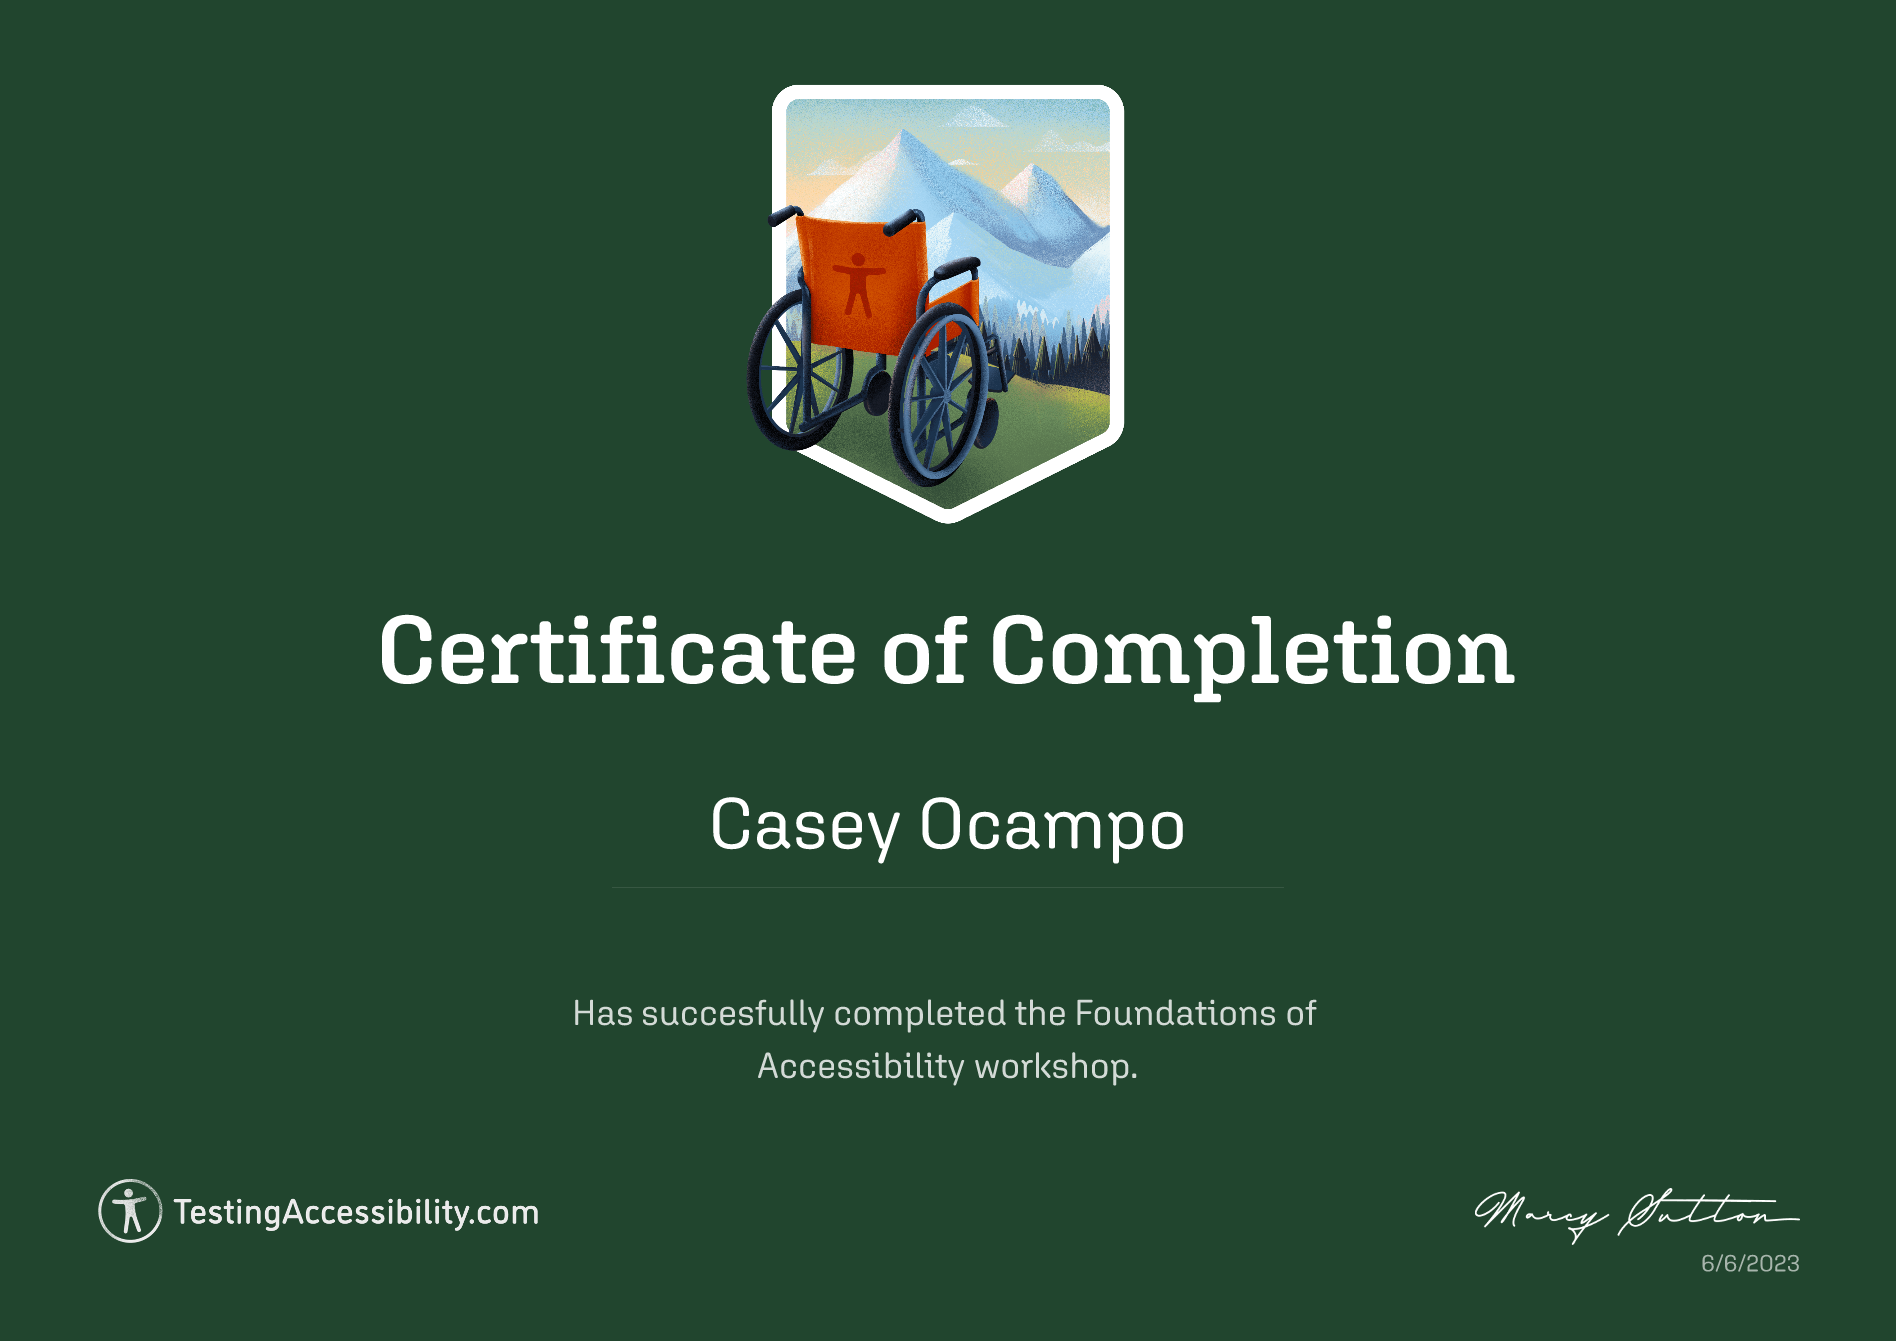 Certificate of Completion
Casey Ocampo
Has succesfully completed the Foundations of
Accessibility workshop.
TestingAccessibility.com
Marcy Sutton
6/6/2023